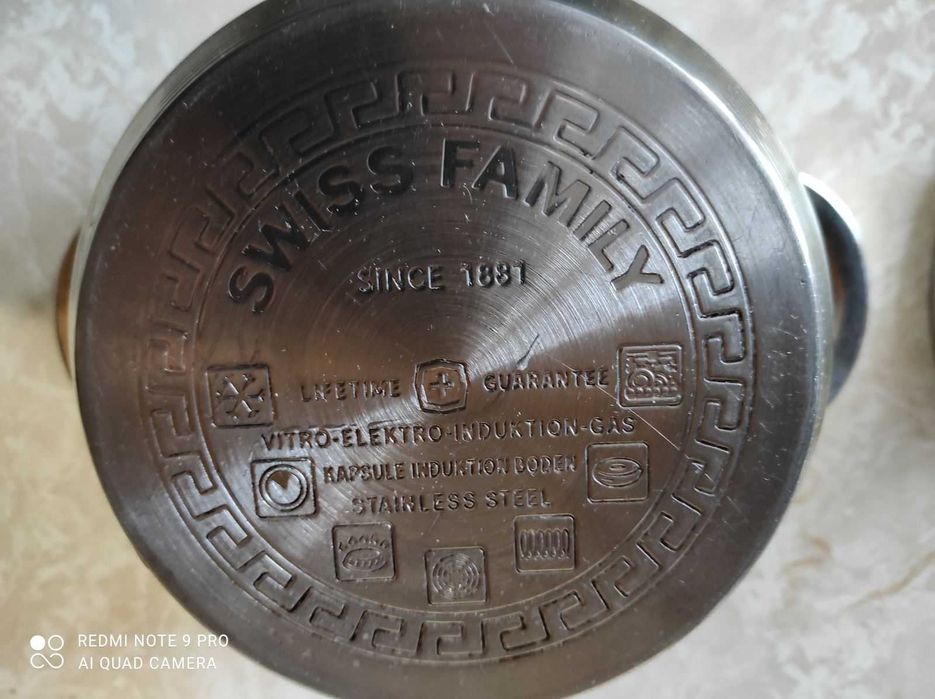 SWISS FAMILY
SINCE 1881
LIFETIME GUARANTEE
VITRO-ELEKTRO-INDUKTION-GAS
KAPSULE INDUKTION BODEN
STAINLESS STEEL
REDMI NOTE 9 PRO
AI QUAD CAMERA